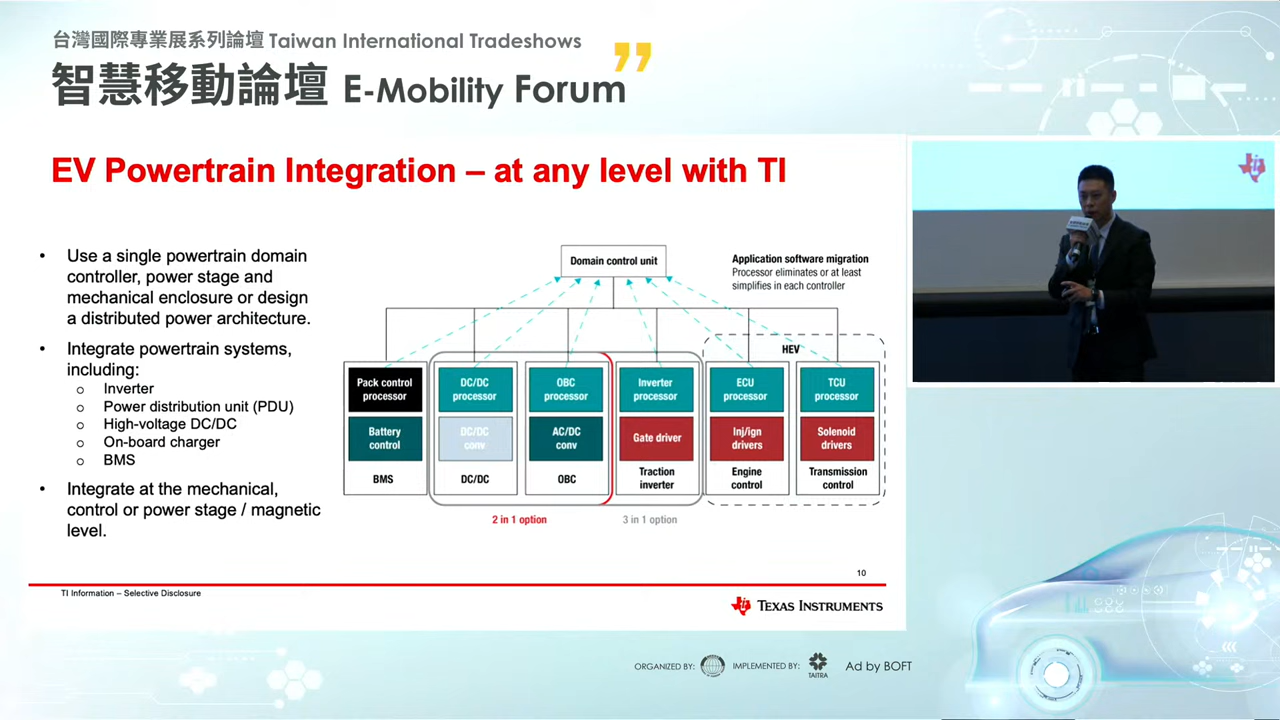 台灣國際專業展系列論壇 Taiwan International Tradeshows
智慧移動論壇 E-Mobility Forum
EV Powertrain Integration – at any level with TI
• Use a single powertrain domain
controller, power stage and
mechanical enclosure or design
a distributed power architecture.
• Integrate powertrain systems,
including:
o Inverter
o Power distribution unit (PDU)
o High-voltage DC/DC
o On-board charger
o BMS
• Integrate at the mechanical,
control or power stage / magnetic
level.
Domain control unit
Application software migration
Processor eliminates or at least
simplifies in each controller
HEV
Pack control
processor
Battery
control
BMS
DC/DC
processor
DC/DC
conv
DC/DC
OBC
processor
AC/DC
conv
OBC
Inverter
processor
Gate driver
Traction
inverter
ECU
processor
Inj/ign
drivers
Engine
control
TCU
processor
Solenoid
drivers
Transmission
control
2 in 1 option
3 in 1 option
10
TI Information – Selective Disclosure
TEXAS INSTRUMENTS
ORGANIZED BY:
IMPLEMENTED BY:
TAITRA
Ad by BOFT